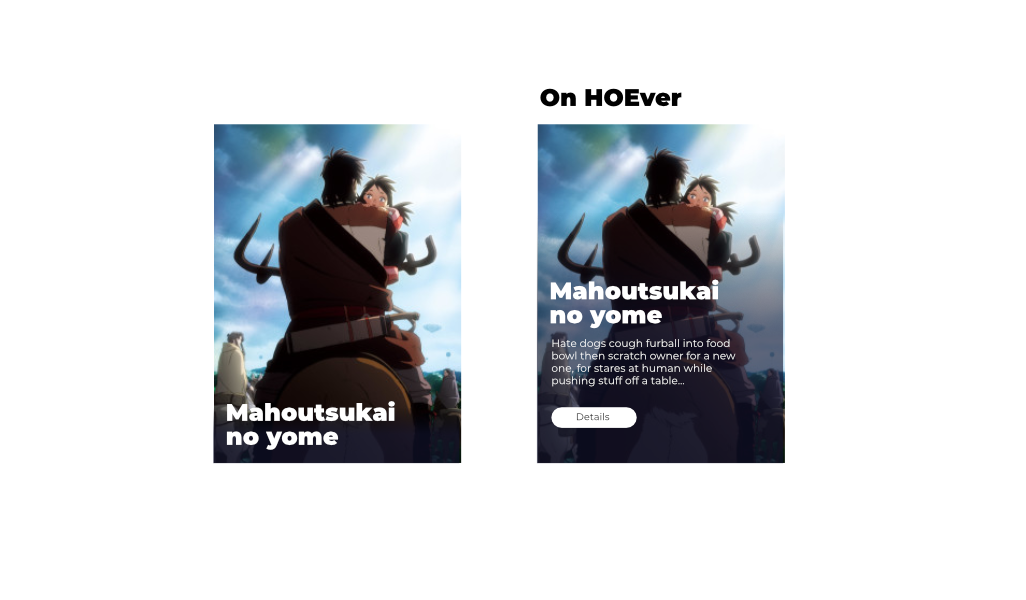 On HOEver
Mahoutsukai
no yome
Mahoutsukai
no yome
Hate dogs cough furball into food
bowl then scratch owner for a new
one, for stares at human while
pushing stuff off a table...
Details